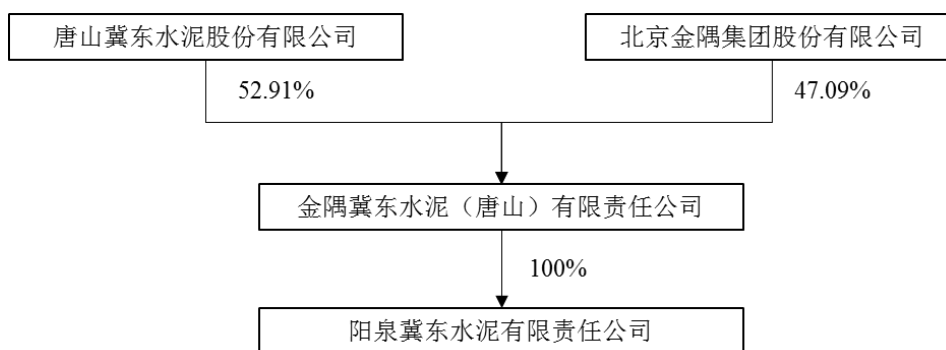 唐山冀东水泥股份有限公司
北京金隅集团股份有限公司
52.91%
47.09%
金隅冀东水泥（唐山）有限责任公司
100%
阳泉冀东水泥有限责任公司